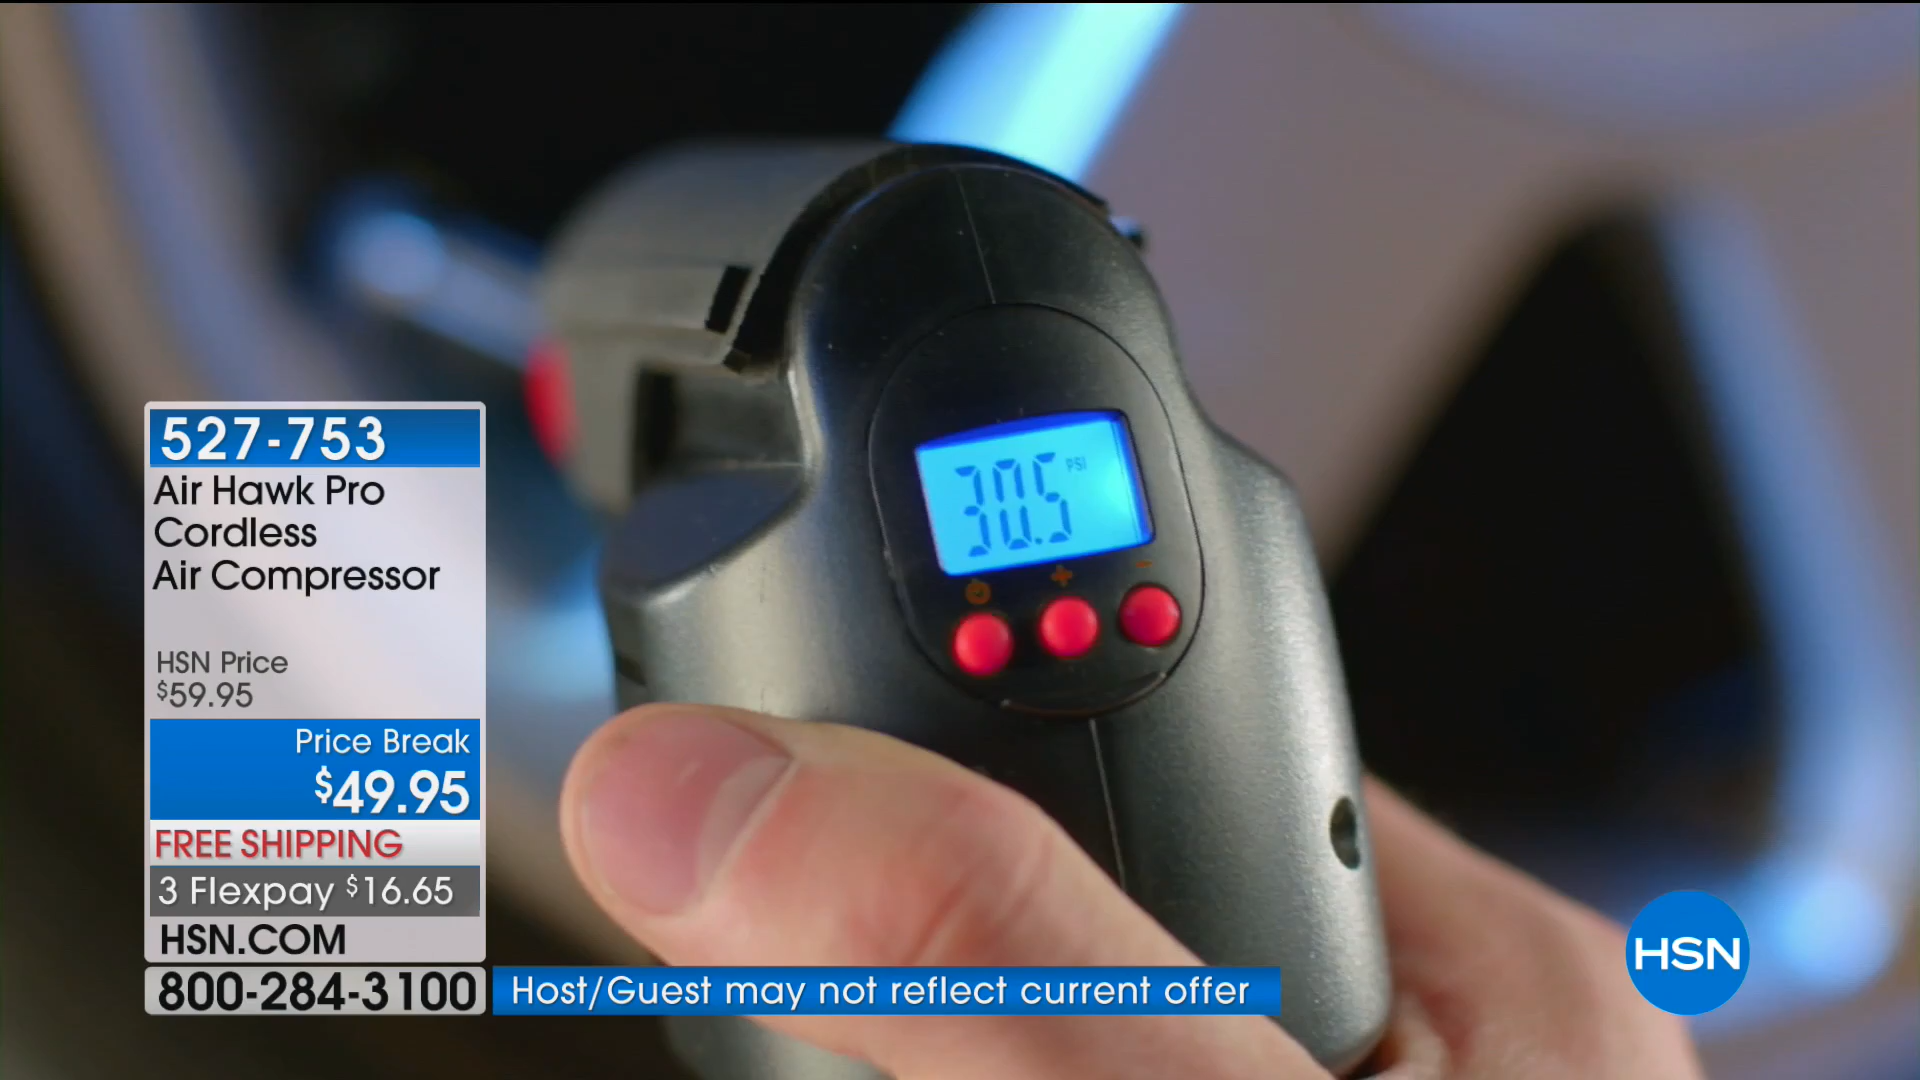 30.5 PSI
+ -
527-753
Air Hawk Pro
Cordless
Air Compressor
HSN Price
$59.95
Price Break
$49.95
FREE SHIPPING
3 Flexpay $16.65
HSN.COM
800-284-3100
Host/Guest may not reflect current offer
HSN